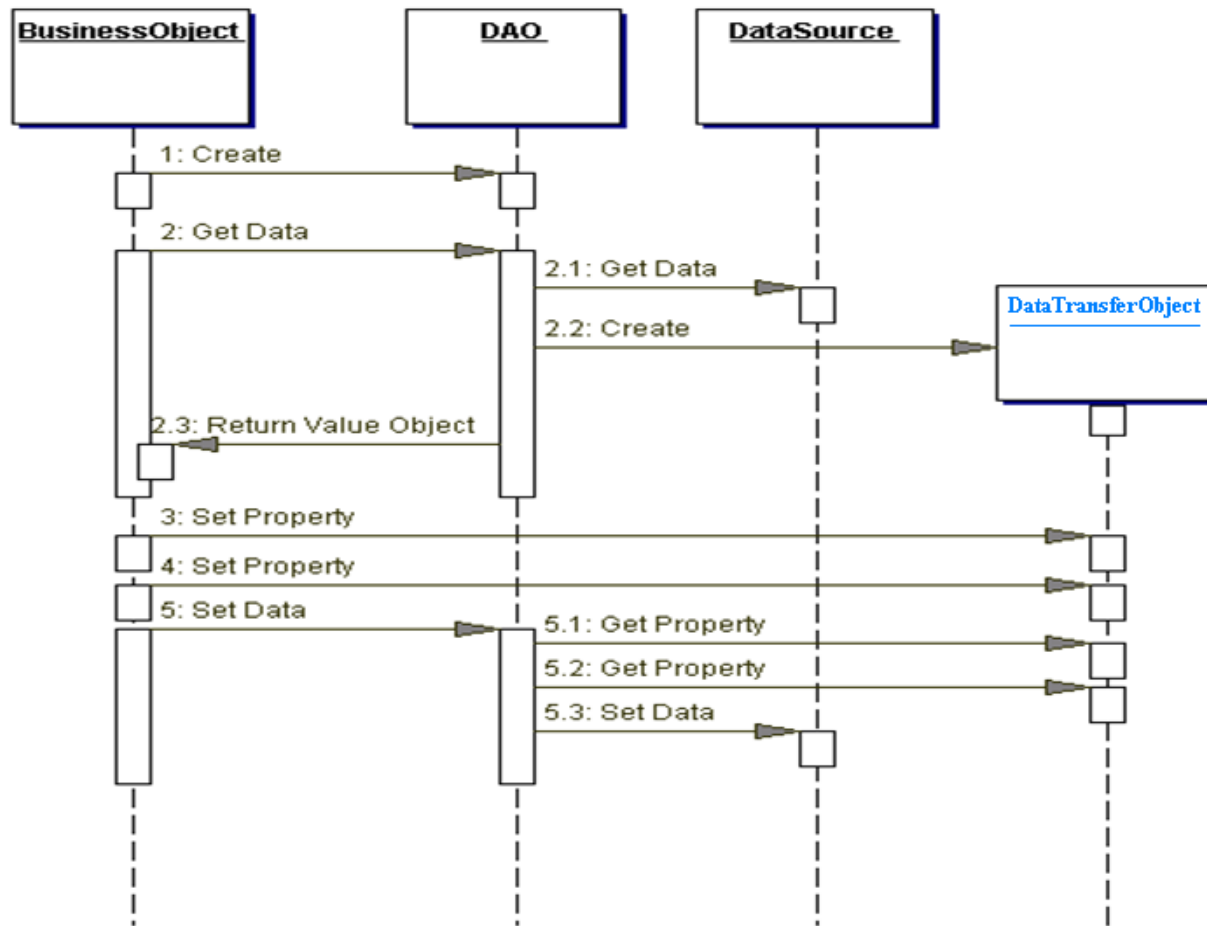 BusinessObject
DAO
DataSource
1: Create
2: Get Data
2.1: Get Data
DataTransferObject
2.2: Create
2.3: Return Value Object
3: Set Property
4: Set Property
5: Set Data
5.1: Get Property
5.2: Get Property
5.3: Set Data